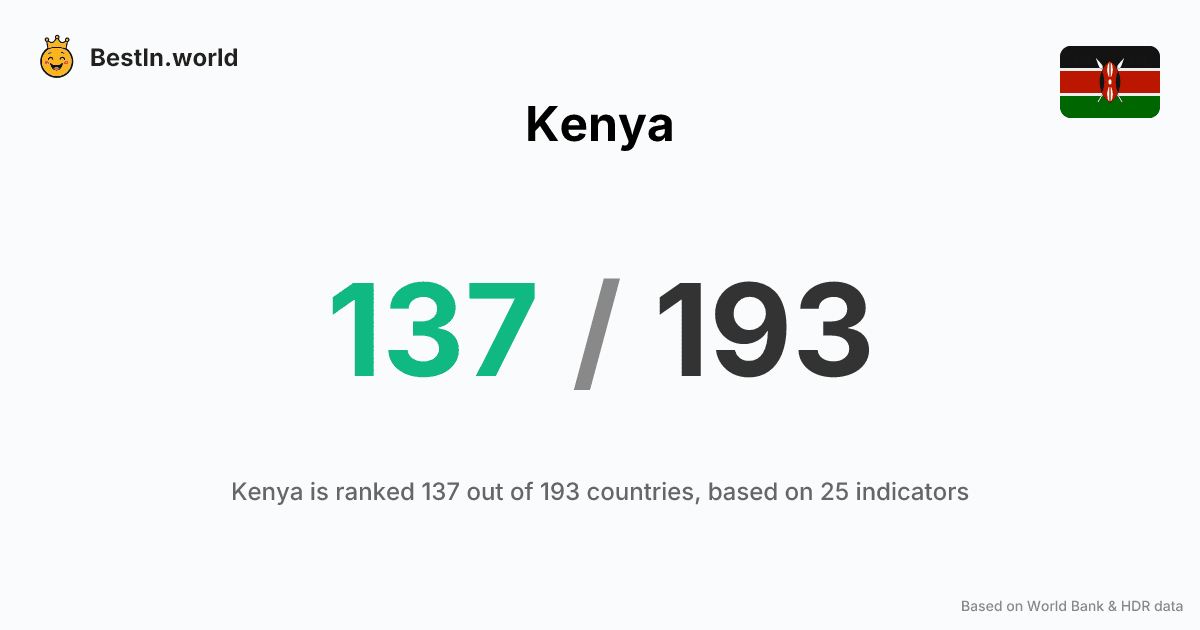 BestIn.world
Kenya
137 / 193
Kenya is ranked 137 out of 193 countries, based on 25 indicators
Based on World Bank & HDR data